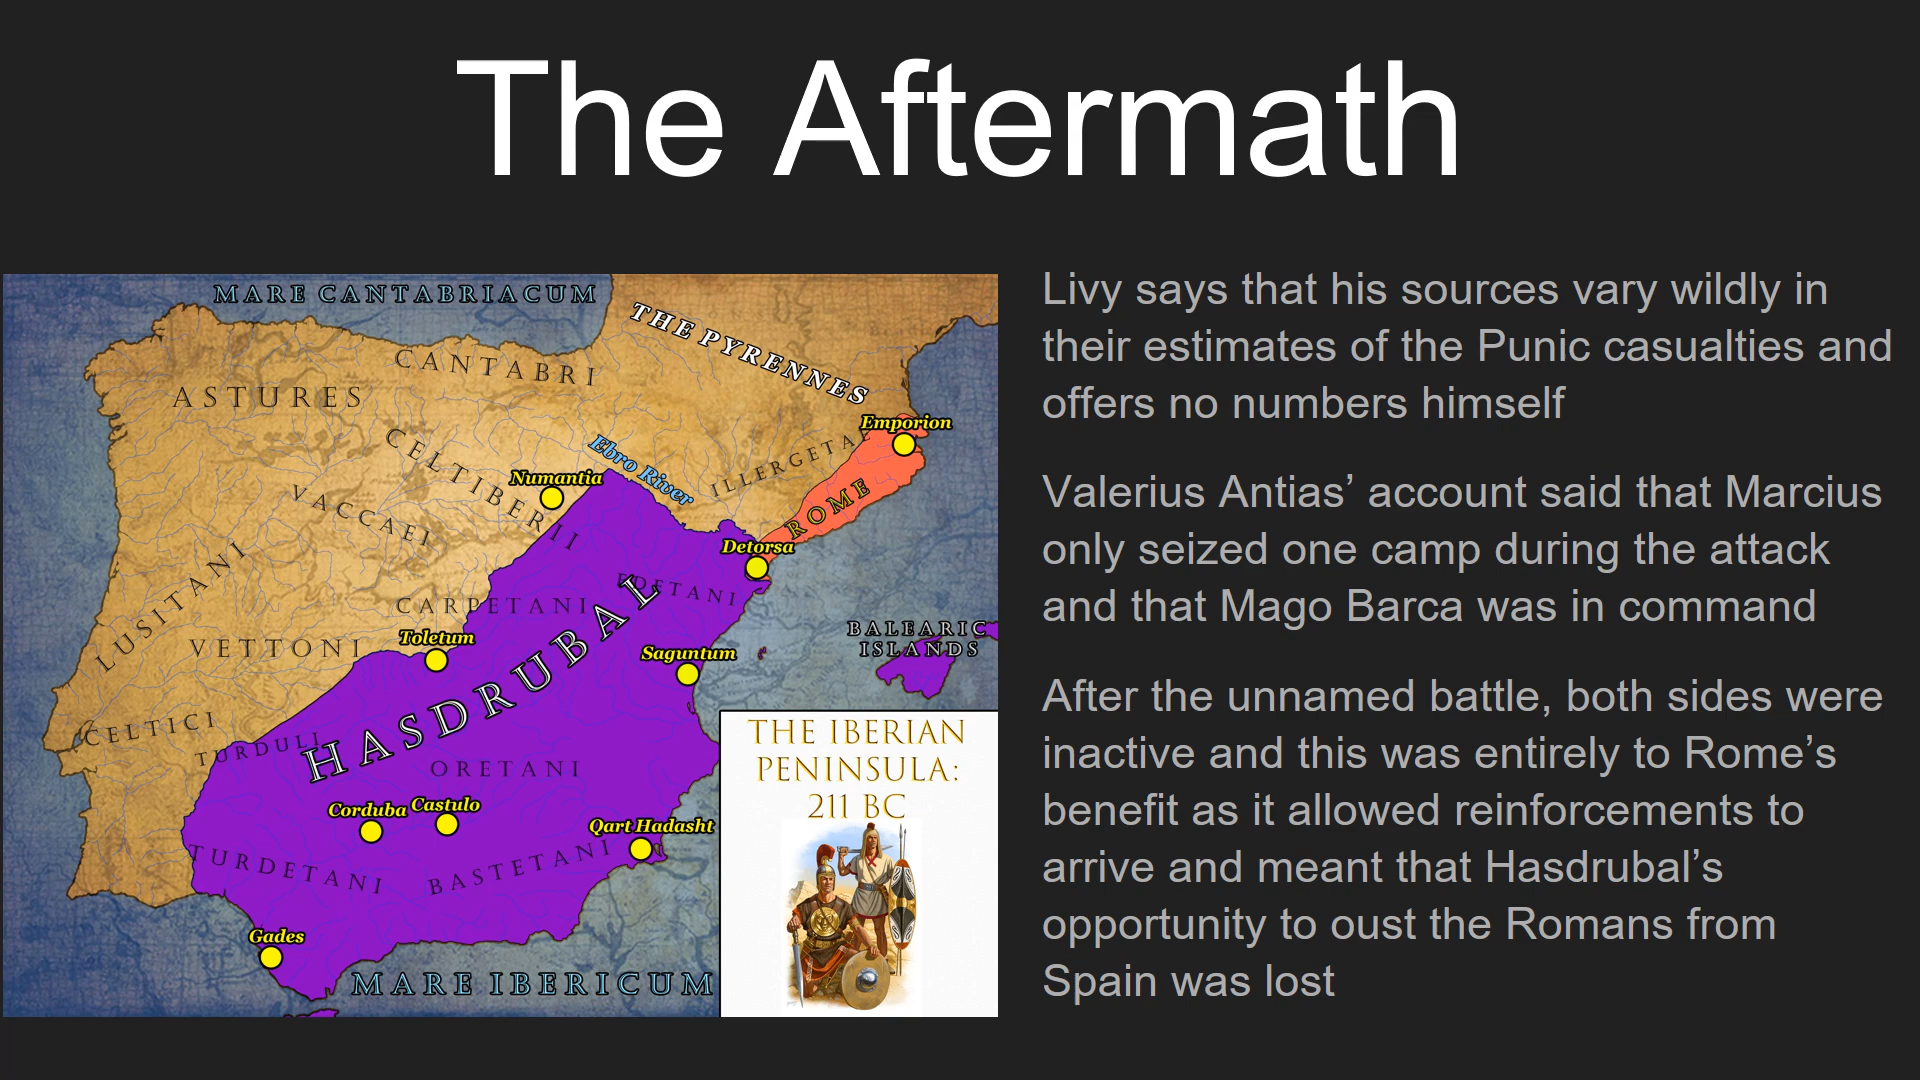 The Aftermath
MARE CANTABRIACUM
THE PYRENNES
CANTABRI
ASTURES
Emporion
CELTIBERII
Ebro River
ILLERGETAE
Numantia
VACCAEI
ROME
Detorsa
LUSITANI
EDETANI
CARPETANI
HASDRUBAL
VETTONI
Toletum
Saguntum
BALEARIC
ISLANDS
CELTICI
TURDULI
ORETANI
Corduba
Castulo
Qart Hadasht
TURDETANI
BASTETANI
Gades
MARE IBERICUM
THE IBERIAN
PENINSULA:
211 BC
Livy says that his sources vary wildly in
their estimates of the Punic casualties and
offers no numbers himself
Valerius Antias’ account said that Marcius
only seized one camp during the attack
and that Mago Barca was in command
After the unnamed battle, both sides were
inactive and this was entirely to Rome’s
benefit as it allowed reinforcements to
arrive and meant that Hasdrubal’s
opportunity to oust the Romans from
Spain was lost